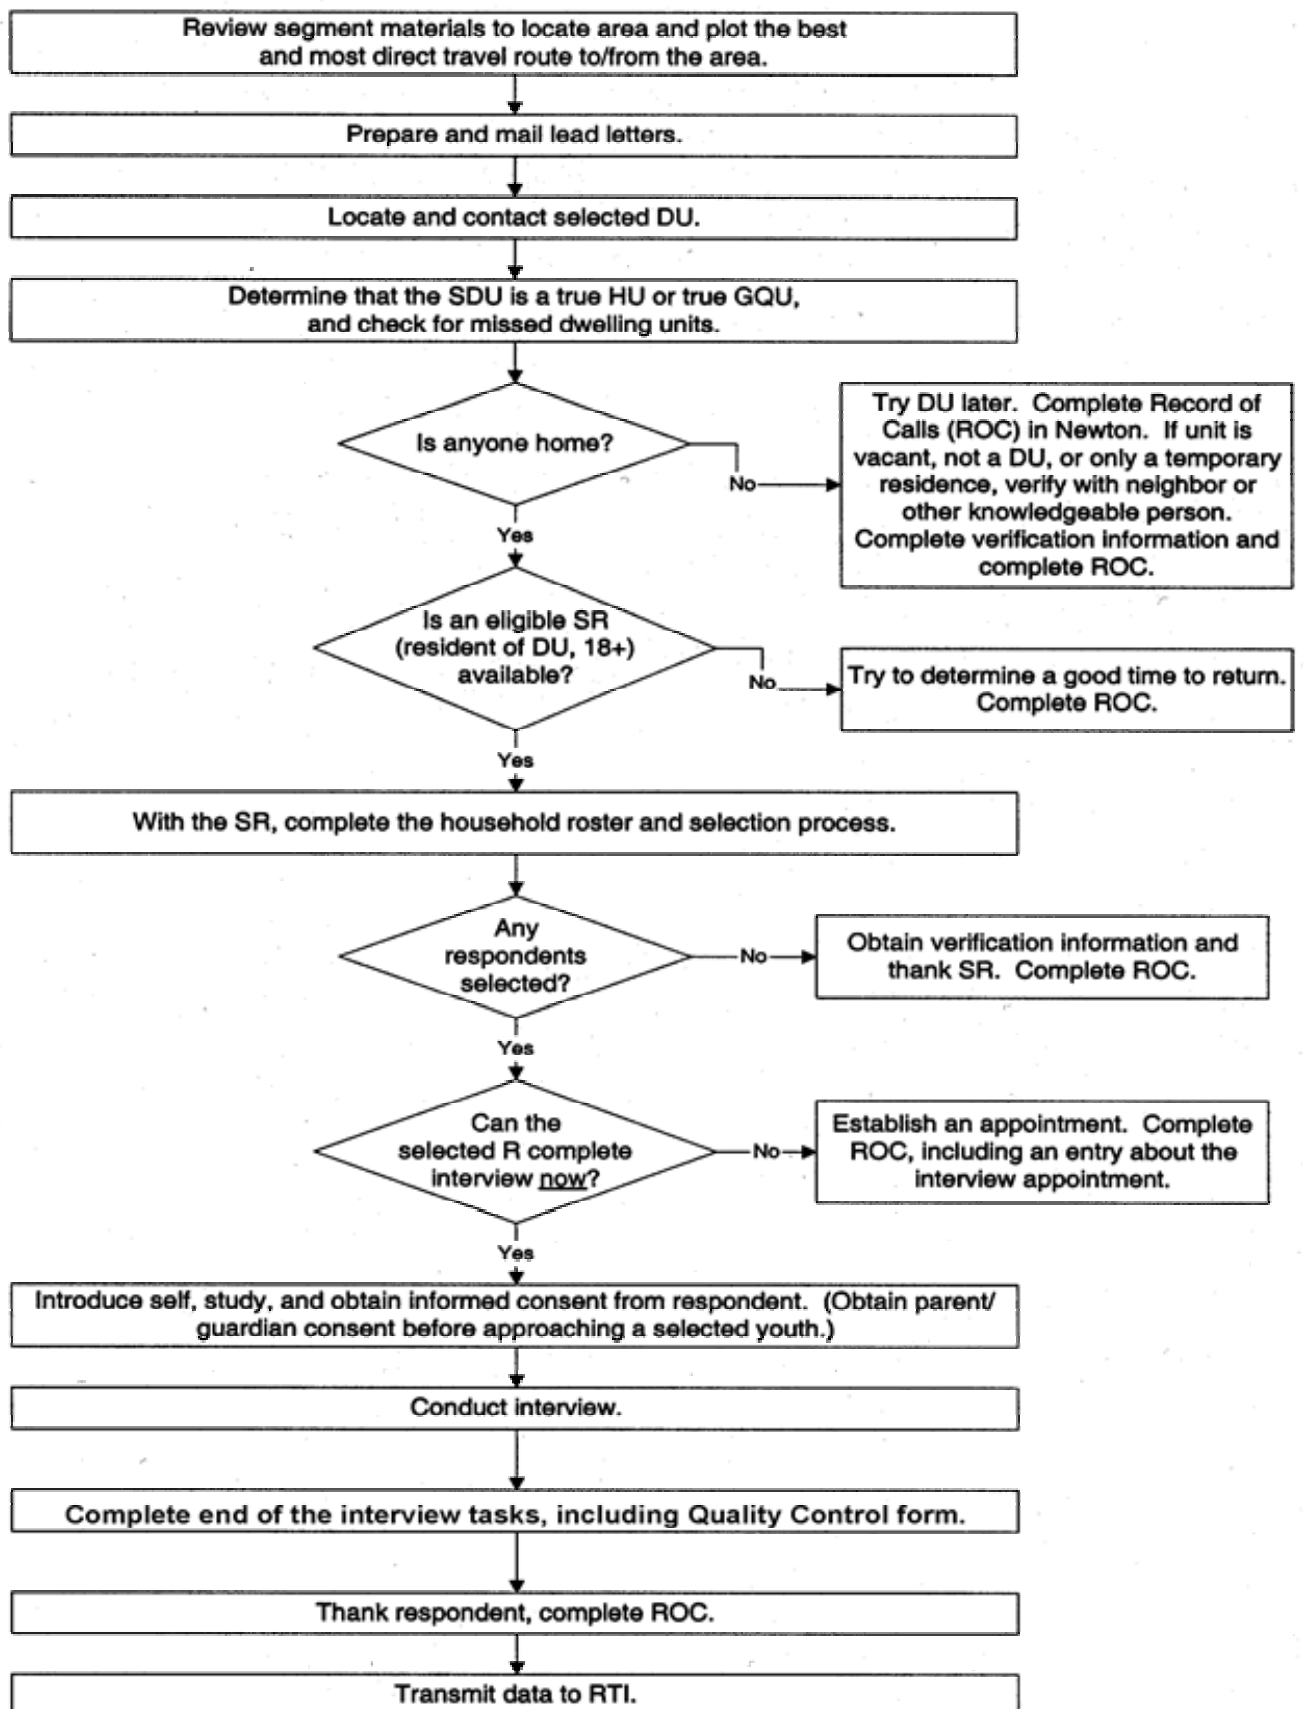 Review segment materials to locate area and plot the best
and most direct travel route to/from the area.
Prepare and mail lead letters.
Locate and contact selected DU.
Determine that the SDU is a true HU or true GQU,
and check for missed dwelling units.
Is anyone home?
No
Try DU later. Complete Record of
Calls (ROC) in Newton. If unit is
vacant, not a DU, or only a temporary
residence, verify with neighbor or
other knowledgeable person.
Complete verification information and
complete ROC.
Yes
Is an eligible SR
(resident of DU, 18+)
available?
No
Try to determine a good time to return.
Complete ROC.
Yes
With the SR, complete the household roster and selection process.
Any
respondents
selected?
No
Obtain verification information and
thank SR. Complete ROC.
Yes
Can the
selected R complete
interview now?
No
Establish an appointment. Complete
ROC, including an entry about the
interview appointment.
Yes
Introduce self, study, and obtain informed consent from respondent. (Obtain parent/
guardian consent before approaching a selected youth.)
Conduct interview.
Complete end of the interview tasks, including Quality Control form.
Thank respondent, complete ROC.
Transmit data to RTI.